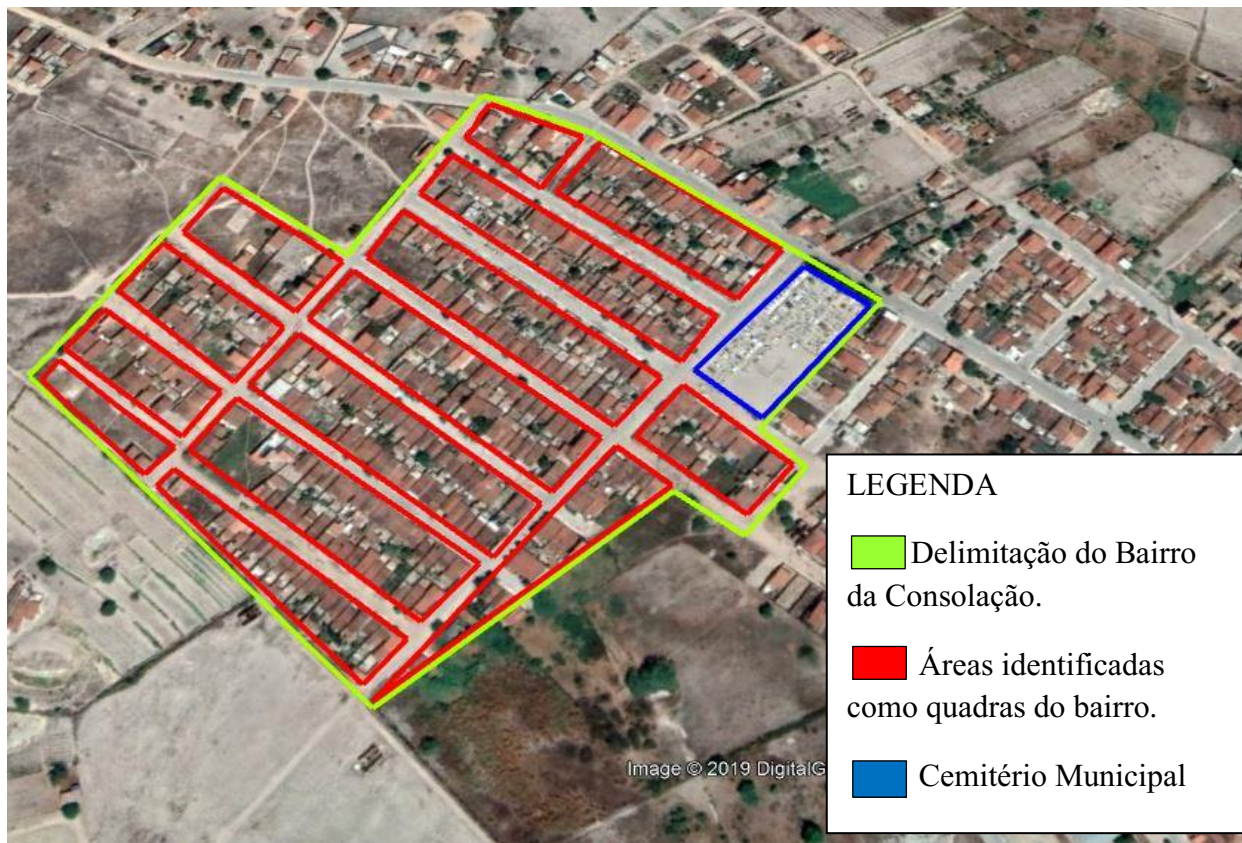 LEGENDA
Delimitação do Bairro
da Consolação.
Áreas identificadas
como quadras do bairro.
Cemitério Municipal
Image © 2019 DigitalG